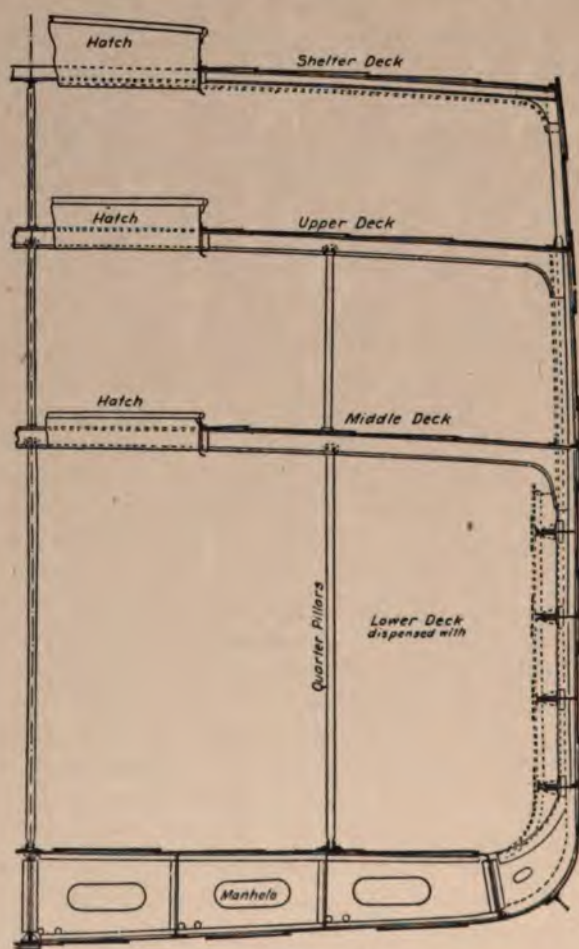 Hatch
Shelter Deck
Hatch
Upper Deck
Hatch
Middle Deck
Quarter Pillars
Lower Deck
dispensed with
Manhole